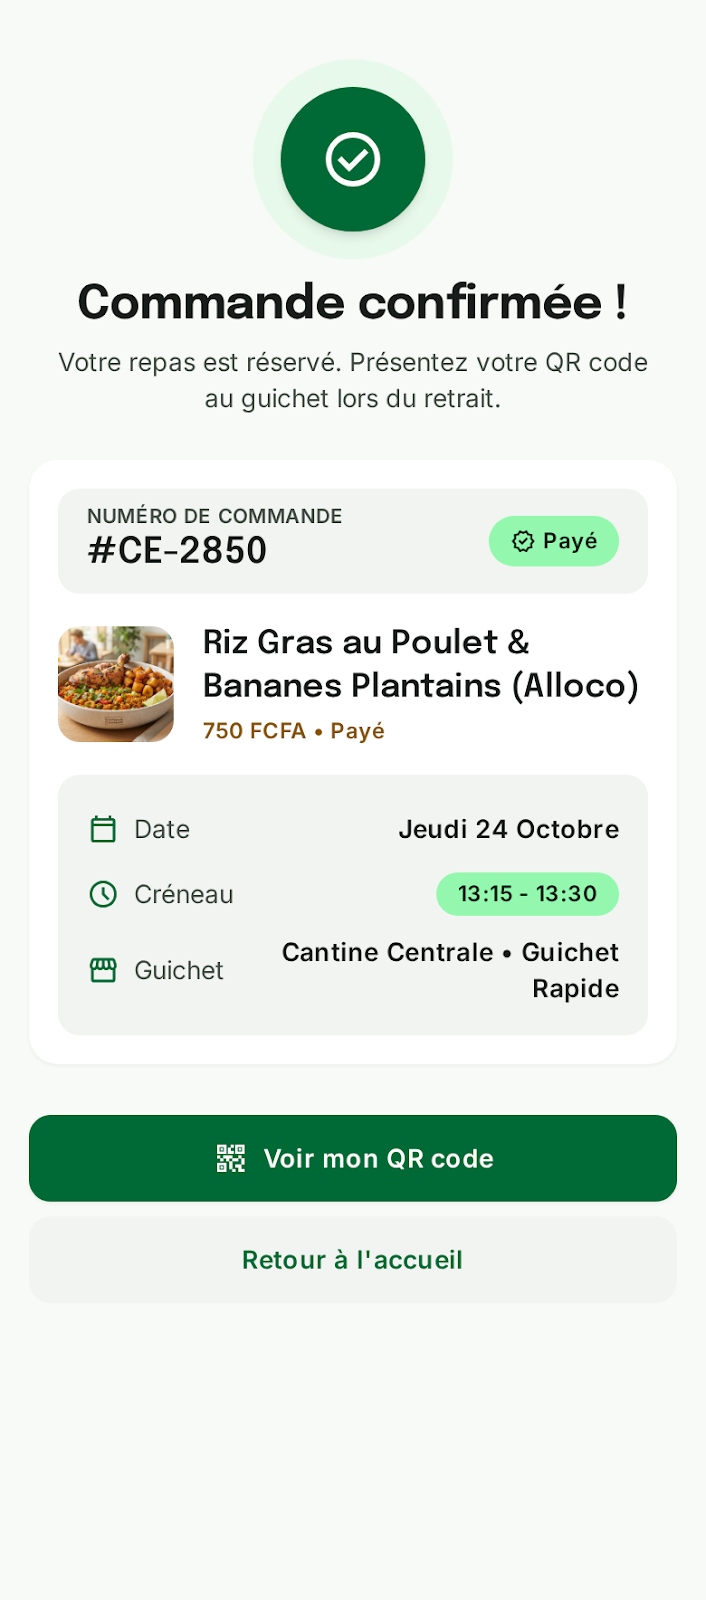 Commande confirmée !
Votre repas est réservé. Présentez votre QR code
au guichet lors du retrait.
NUMÉRO DE COMMANDE
#CE-2850
Payé
Riz Gras au Poulet &
Bananes Plantains (Alloco)
750 FCFA • Payé
Date
Jeudi 24 Octobre
Créneau
13:15 - 13:30
Guichet
Cantine Centrale • Guichet
Rapide
Voir mon QR code
Retour à l'accueil